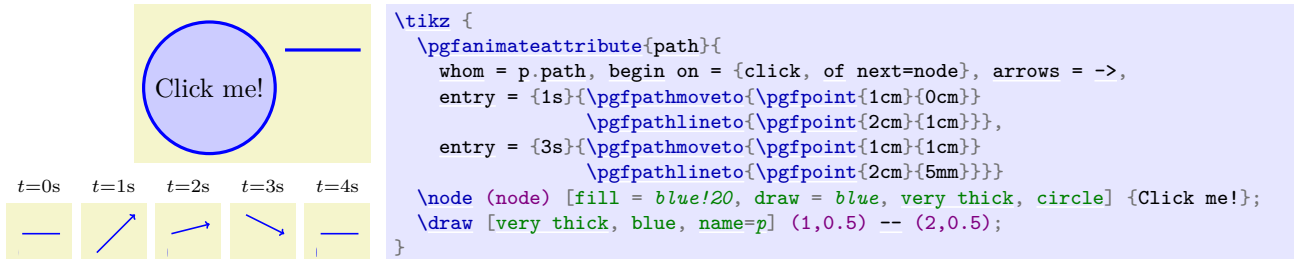 Click me!
t=0s t=1s t=2s t=3s t=4s
\tikz {
  \pgfanimateattribute{path}{
    whom = p.path, begin on = {click, of next=node}, arrows = ->,
    entry = {1s}{\pgfpathmoveto{\pgfpoint{1cm}{0cm}}
                 \pgfpathlineto{\pgfpoint{2cm}{1cm}}},
    entry = {3s}{\pgfpathmoveto{\pgfpoint{1cm}{1cm}}
                 \pgfpathlineto{\pgfpoint{2cm}{5mm}}}}
  \node (node) [fill = blue!20, draw = blue, very thick, circle] {Click me!};
  \draw [very thick, blue, name=p] (1,0.5) -- (2,0.5);
}